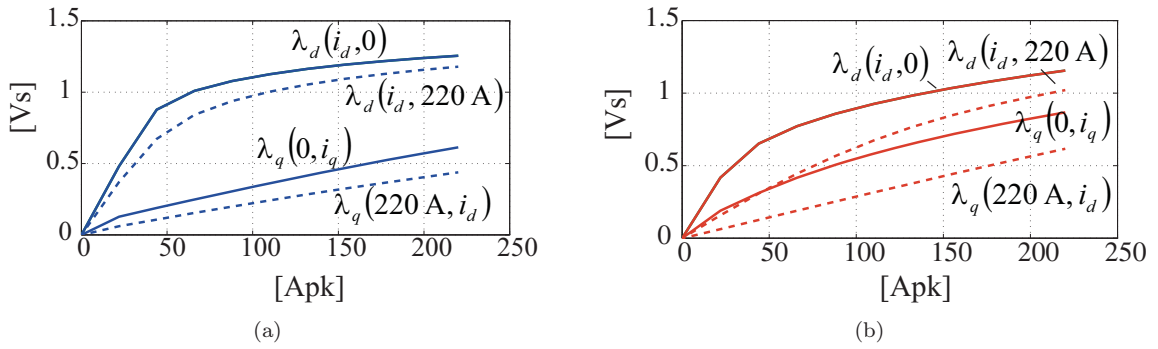 1.5
1
0.5
0
[Vs]
λ_d(i_d,0)
λ_d(i_d, 220 A)
λ_q(0,i_q)
λ_q(220 A, i_d)
0 50 100 150 200 250
[Apk]
(a)
1.5
1
0.5
0
[Vs]
λ_d(i_d,0)
λ_d(i_d, 220 A)
λ_q(0,i_q)
λ_q(220 A, i_d)
0 50 100 150 200 250
[Apk]
(b)